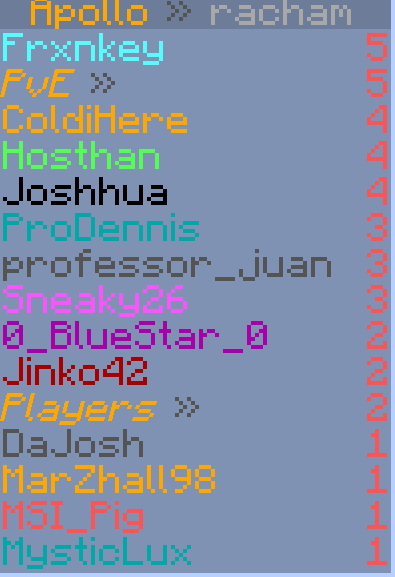 Apollo » racham
Frxnkey 5
PvE » 5
ColdiHere 4
Hosthan 4
Joshhua 4
ProDennis 3
professor_juan 3
Sneaky26 3
0_BlueStar_0 2
Jinko42 2
Players » 2
DaJosh 1
MarZhall98 1
MSI_Pig 1
MysticLux 1